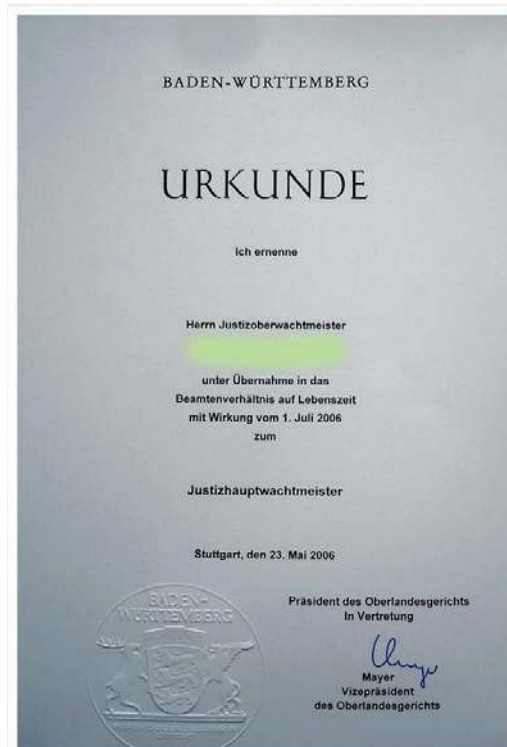 BADEN-WÜRTTEMBERG
URKUNDE
Ich ernenne
Herrn Justizoberwachtmeister
unter Übernahme in das
Beamtenverhältnis auf Lebenszeit
mit Wirkung vom 1. Juli 2006
zum
Justizhauptwachtmeister
Stuttgart, den 23. Mai 2006
BADEN-
WÜRTTEMBERG
Präsident des Oberlandesgerichts
In Vertretung
Mayer
Vizepräsident
des Oberlandesgerichts